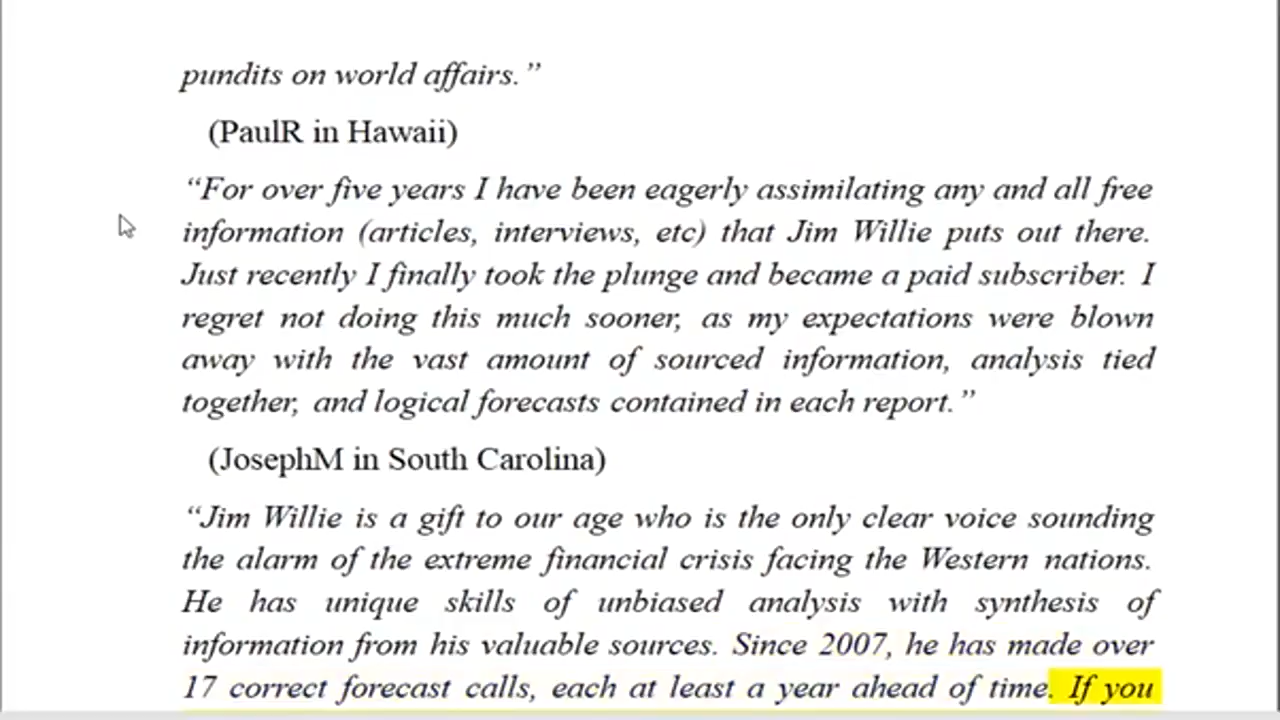 pundits on world affairs.”
(PaulR in Hawaii)
“For over five years I have been eagerly assimilating any and all free
information (articles, interviews, etc) that Jim Willie puts out there.
Just recently I finally took the plunge and became a paid subscriber. I
regret not doing this much sooner, as my expectations were blown
away with the vast amount of sourced information, analysis tied
together, and logical forecasts contained in each report.”
(JosephM in South Carolina)
“Jim Willie is a gift to our age who is the only clear voice sounding
the alarm of the extreme financial crisis facing the Western nations.
He has unique skills of unbiased analysis with synthesis of
information from his valuable sources. Since 2007, he has made over
17 correct forecast calls, each at least a year ahead of time. If you